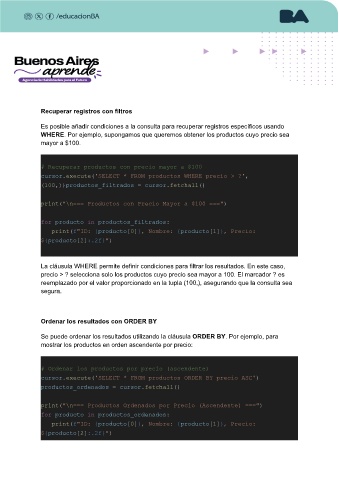 /educacionBA
BA
Buenos Aires
aprende
Agencia de Habilidades para el Futuro
Recuperar registros con filtros
Es posible añadir condiciones a la consulta para recuperar registros específicos usando
WHERE. Por ejemplo, supongamos que queremos obtener los productos cuyo precio sea
mayor a $100.
# Recuperar productos con precio mayor a $100
cursor.execute('SELECT * FROM productos WHERE precio > ?',
(100,))productos_filtrados = cursor.fetchall()
print("\n=== Productos con Precio Mayor a $100 ===")
for producto in productos_filtrados:
print(f"ID: {producto[0]}, Nombre: {producto[1]}, Precio:
${producto[2]:.2f}")
La cláusula WHERE permite definir condiciones para filtrar los resultados. En este caso,
precio > ? selecciona solo los productos cuyo precio sea mayor a 100. El marcador ? es
reemplazado por el valor proporcionado en la tupla (100,), asegurando que la consulta sea
segura.
Ordenar los resultados con ORDER BY
Se puede ordenar los resultados utilizando la cláusula ORDER BY. Por ejemplo, para
mostrar los productos en orden ascendente por precio:
# Ordenar los productos por precio (ascendente)
cursor.execute('SELECT * FROM productos ORDER BY precio ASC')
productos_ordenados = cursor.fetchall()
print("\n=== Productos Ordenados por Precio (Ascendente) ===")
for producto in productos_ordenados:
print(f"ID: {producto[0]}, Nombre: {producto[1]}, Precio:
${producto[2]:.2f}")